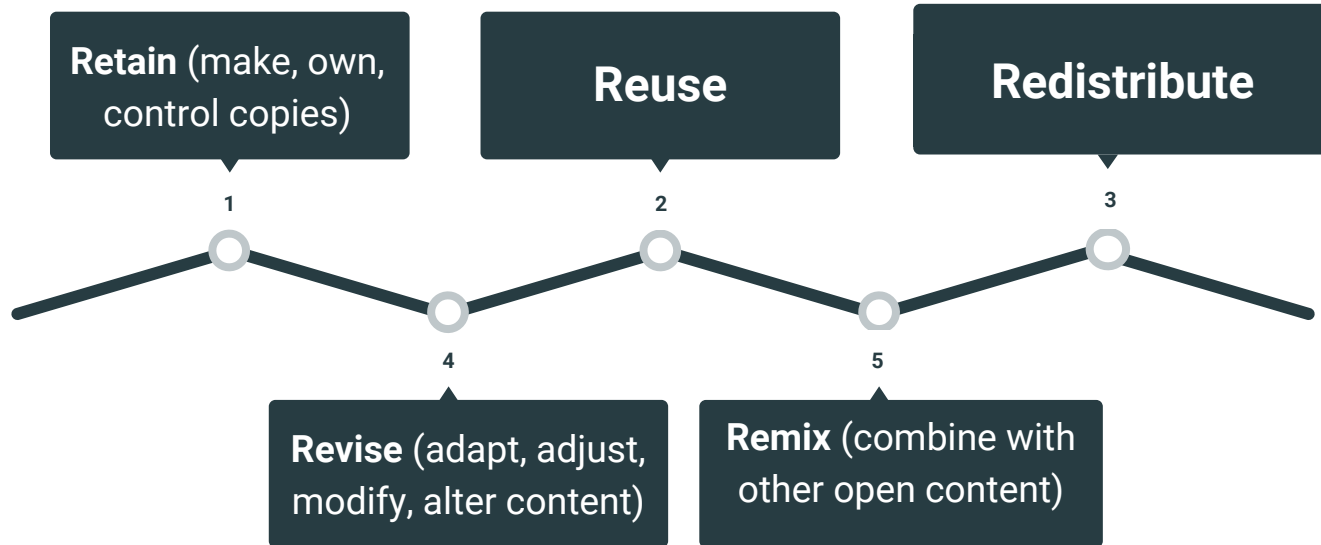 Retain (make, own,
control copies)
Reuse
Redistribute
1
2
3
4
5
Revise (adapt, adjust,
modify, alter content)
Remix (combine with
other open content)